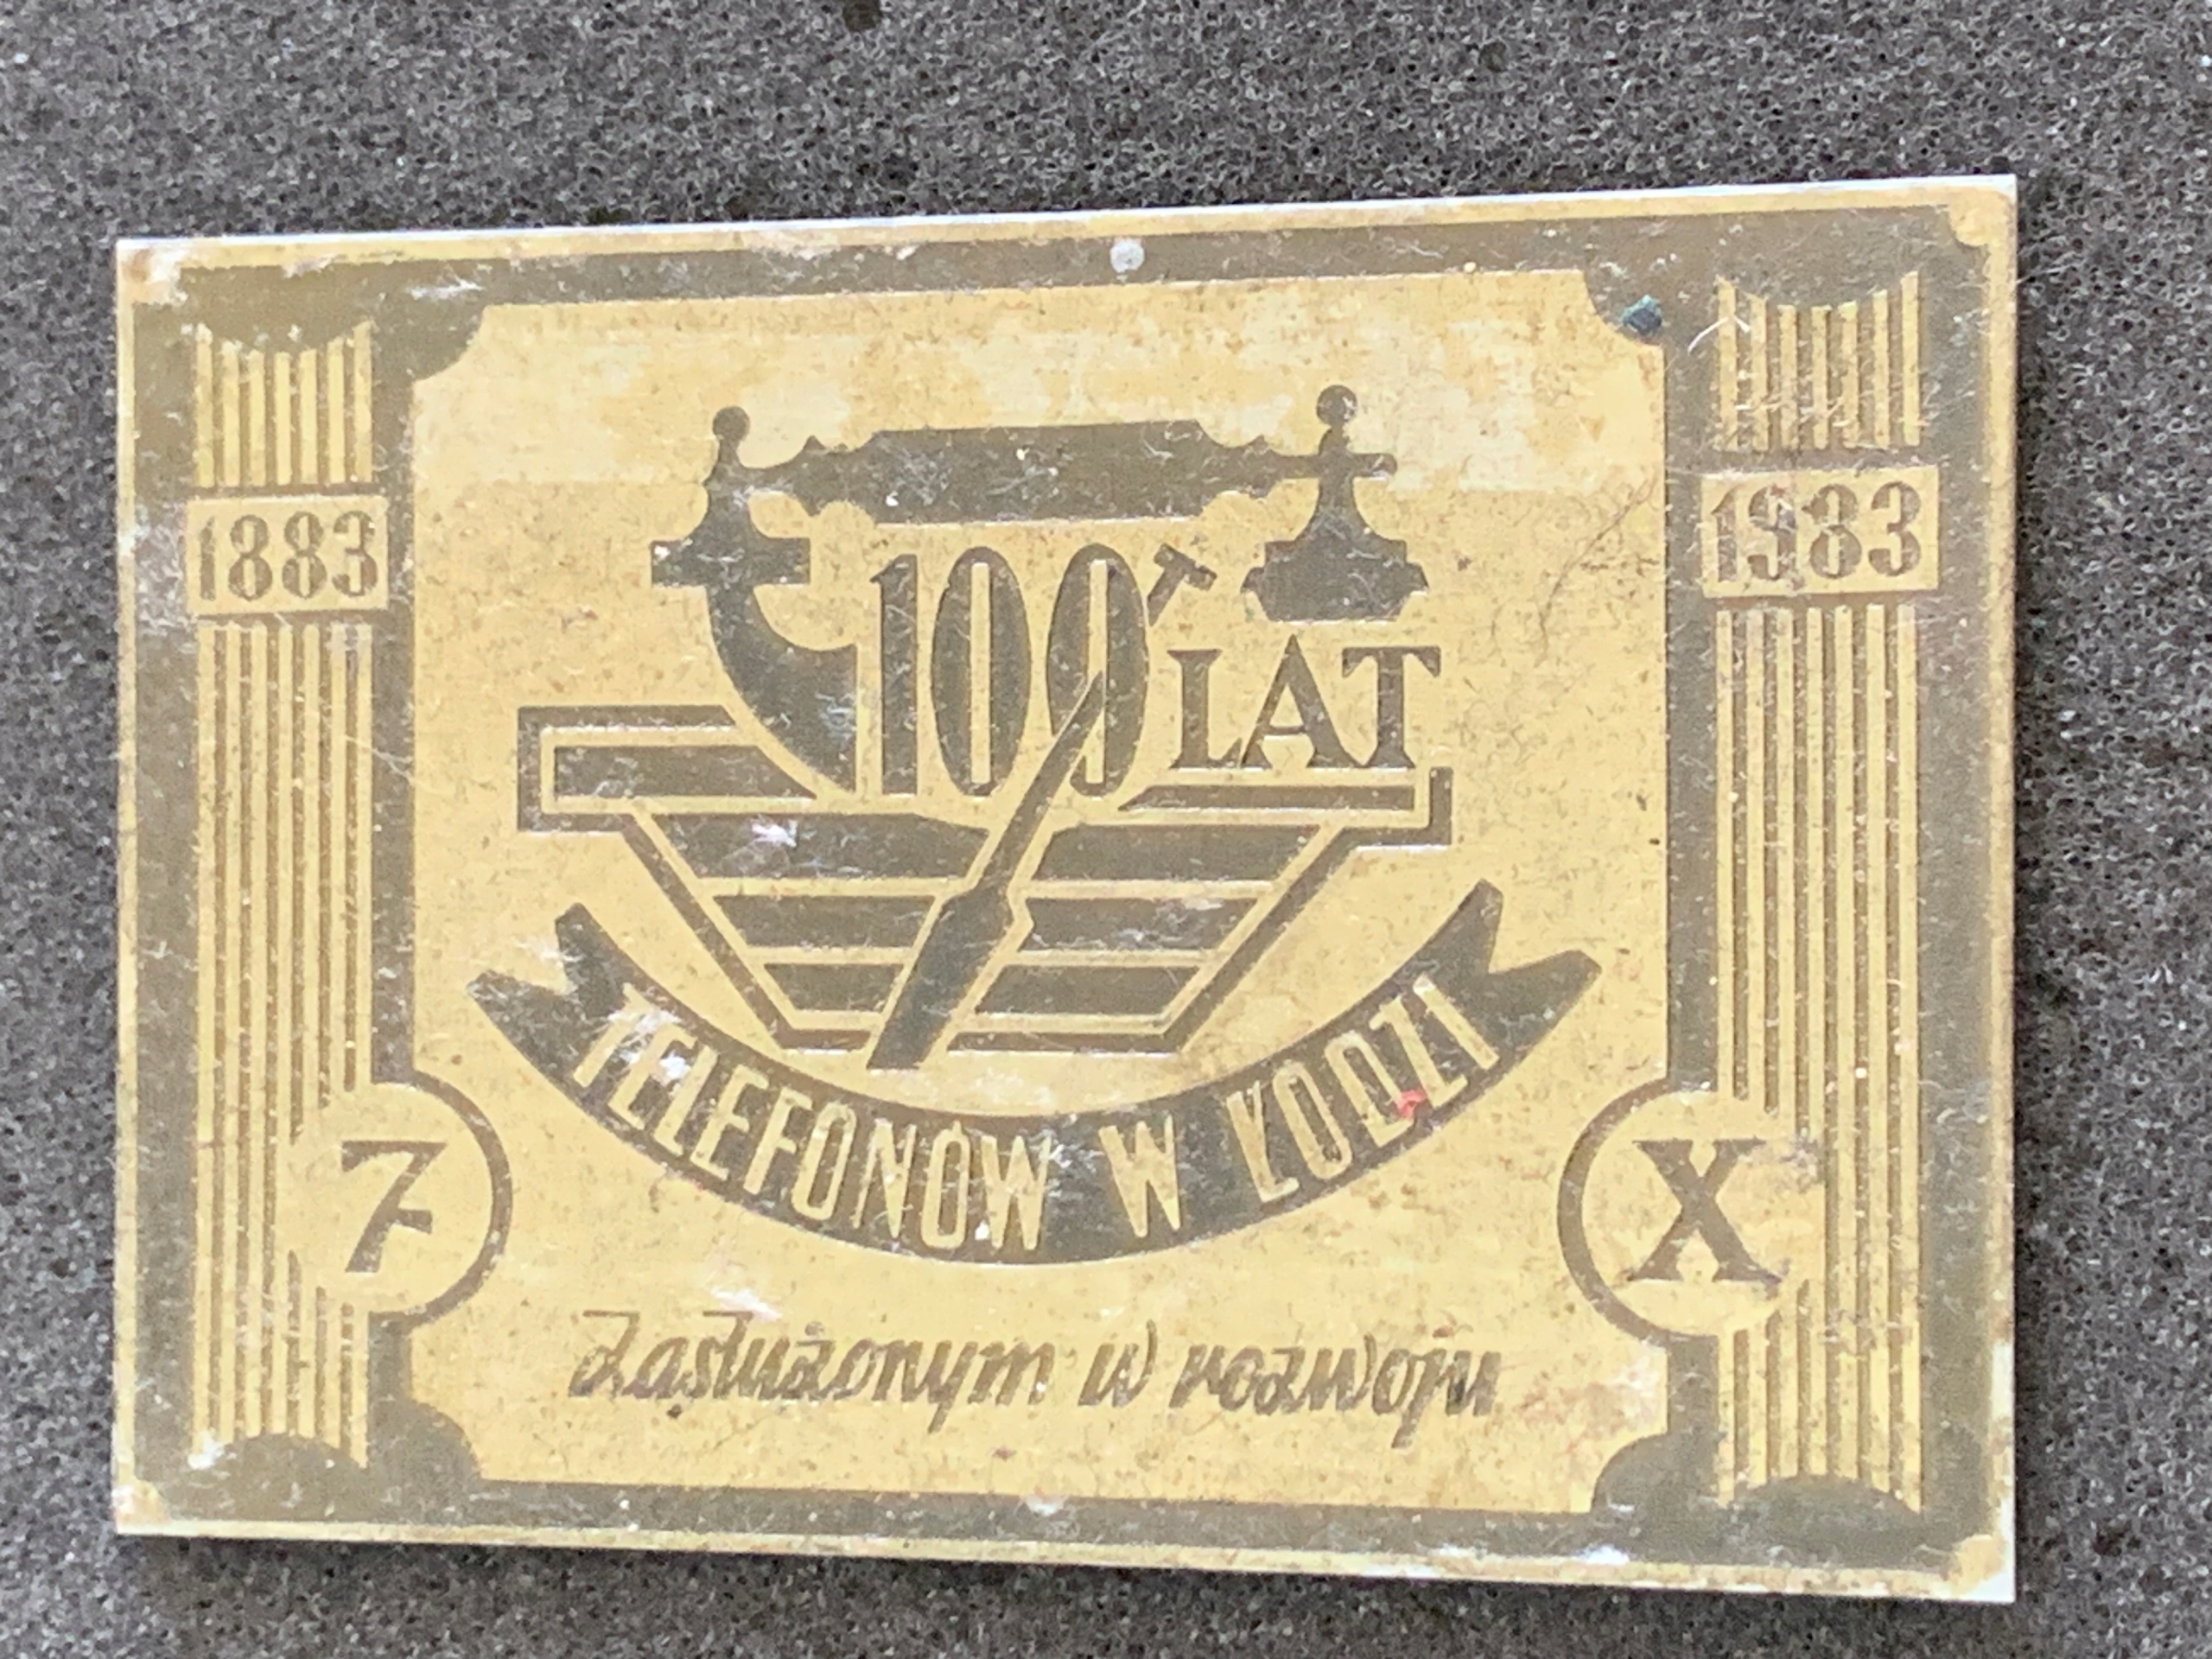 1883
1983
100 LAT
TELEFONÓW W ŁODZI
7
X
Zasłużonym w rozwoju